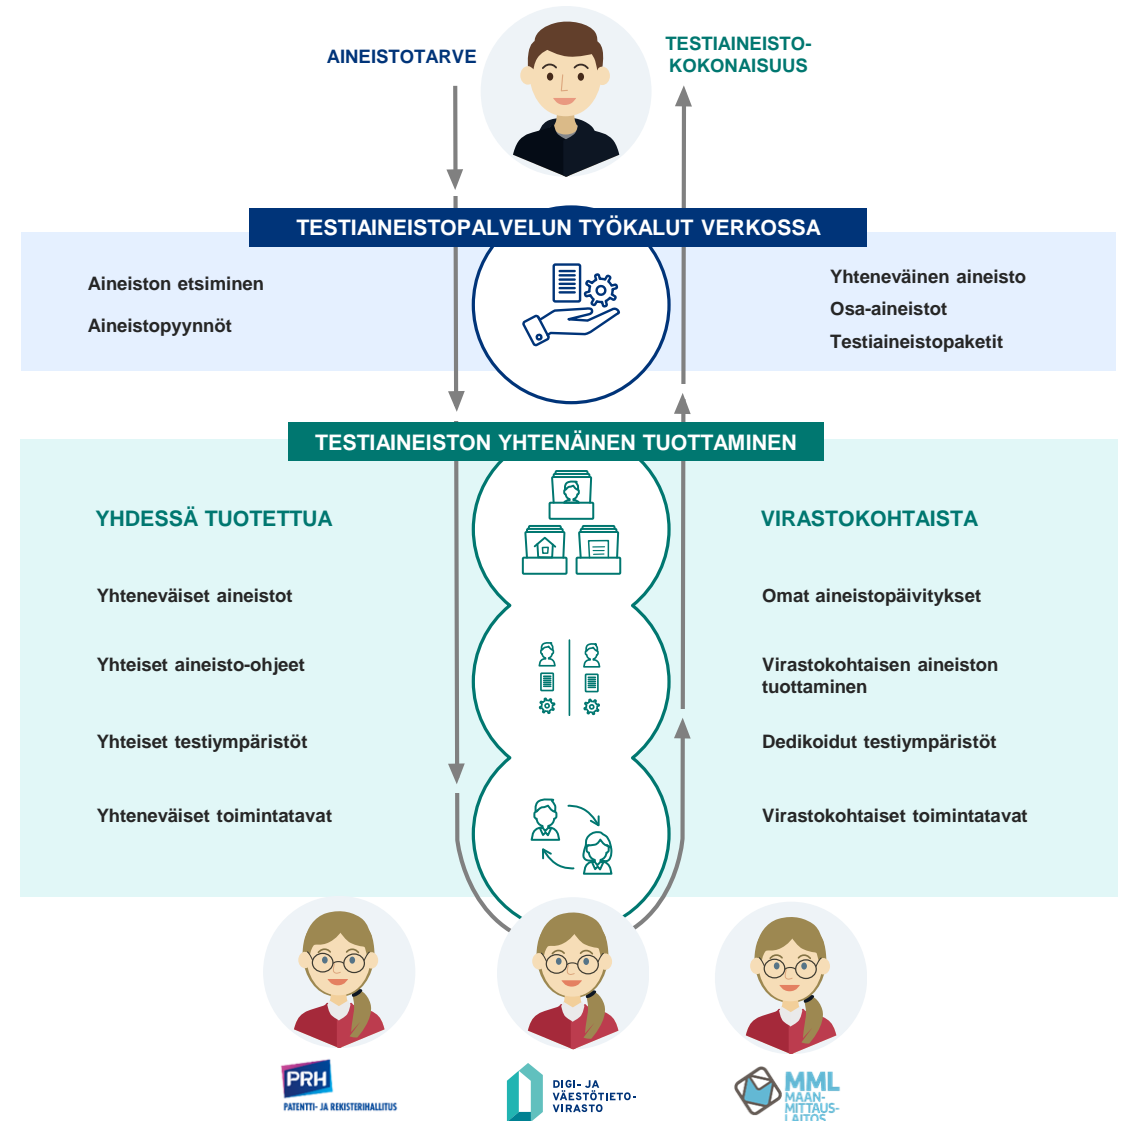 AINEISTOTARVE
TESTIAINEISTO-
KOKONAISUUS
TESTIAINEISTOPALVELUN TYÖKALUT VERKOSSA
Aineiston etsiminen
Aineistopyynnöt
Yhteneväinen aineisto
Osa-aineistot
Testiaineistopaketit
TESTIAINEISTON YHTENÄINEN TUOTTAMINEN
YHDESSÄ TUOTETTUA
Yhteneväiset aineistot
Yhteiset aineisto-ohjeet
Yhteiset testiympäristöt
Yhteneväiset toimintatavat
VIRASTOKOHTAISTA
Omat aineistopäivitykset
Virastokohtaisen aineiston
tuottaminen
Dedikoidut testiympäristöt
Virastokohtaiset toimintatavat
PRH
PATENTTI- JA REKISTERIHALLITUS
DIGI- JA
VÄESTÖTIETO-
VIRASTO
MML
MAAN-
MITTAUS-
LAITOS